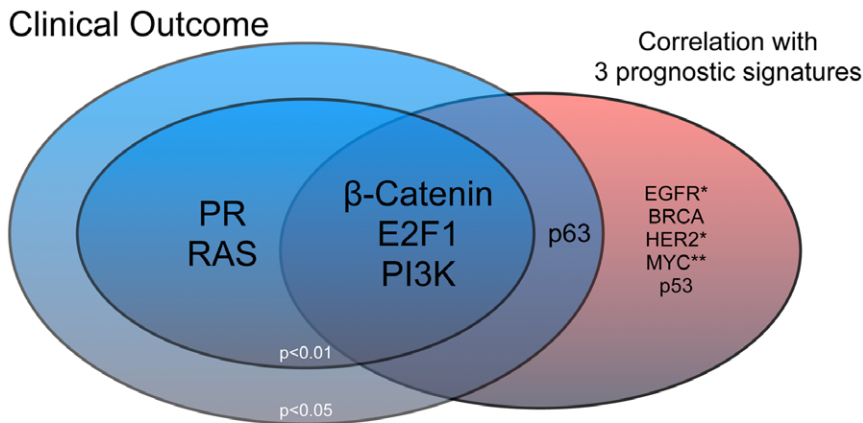 Clinical Outcome
Correlation with
3 prognostic signatures
PR
RAS
β-Catenin
E2F1
PI3K
p63
EGFR*
BRCA
HER2*
MYC**
p53
p<0.01
p<0.05